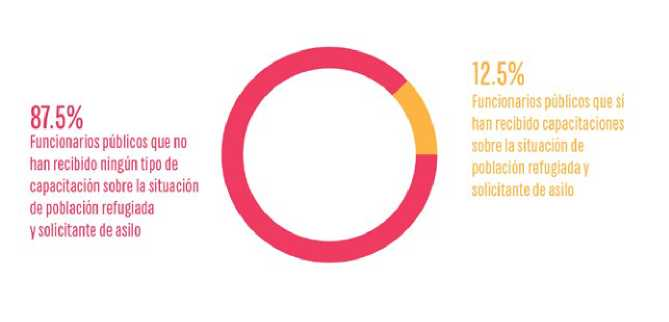 87.5%
Funcionarios públicos que no
han recibido ningún tipo de
capacitación sobre la situación
de población refugiada
y solicitante de asilo
12.5%
Funcionarios públicos que sí
han recibido capacitaciones
sobre la situación de
población refugiada y
solicitante de asilo